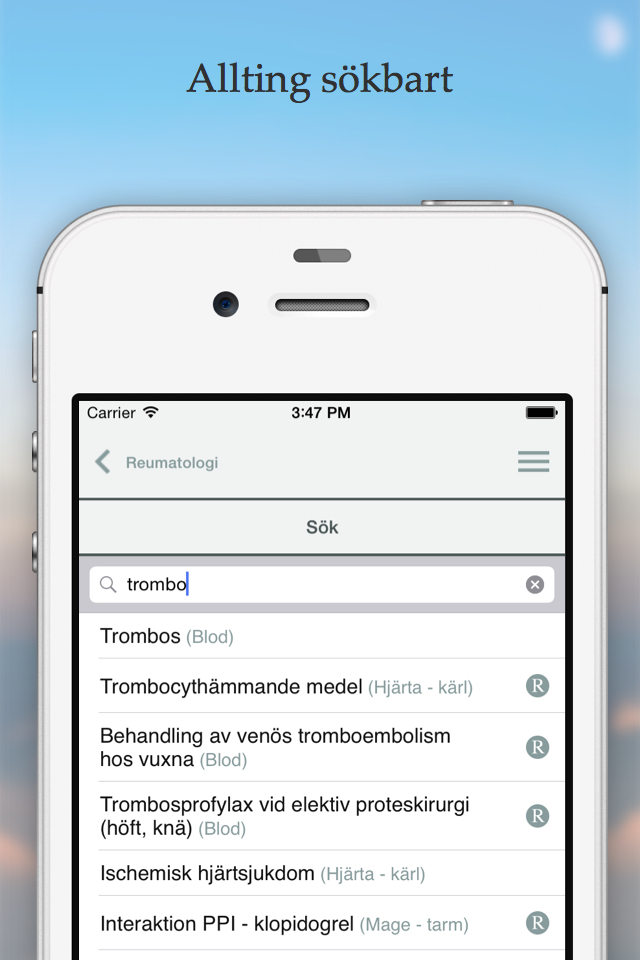 Allting sökbart
Carrier 3:47 PM
Reumatologi
Sök
trombo
Trombos (Blod)
Trombocythämmande medel (Hjärta - kärl) R
Behandling av venös tromboembolism
hos vuxna (Blod) R
Trombosprofylax vid elektiv proteskirurgi
(höft, knä) (Blod) R
Ischemisk hjärtsjukdom (Hjärta - kärl)
Interaktion PPI - klopidogrel (Mage - tarm) R